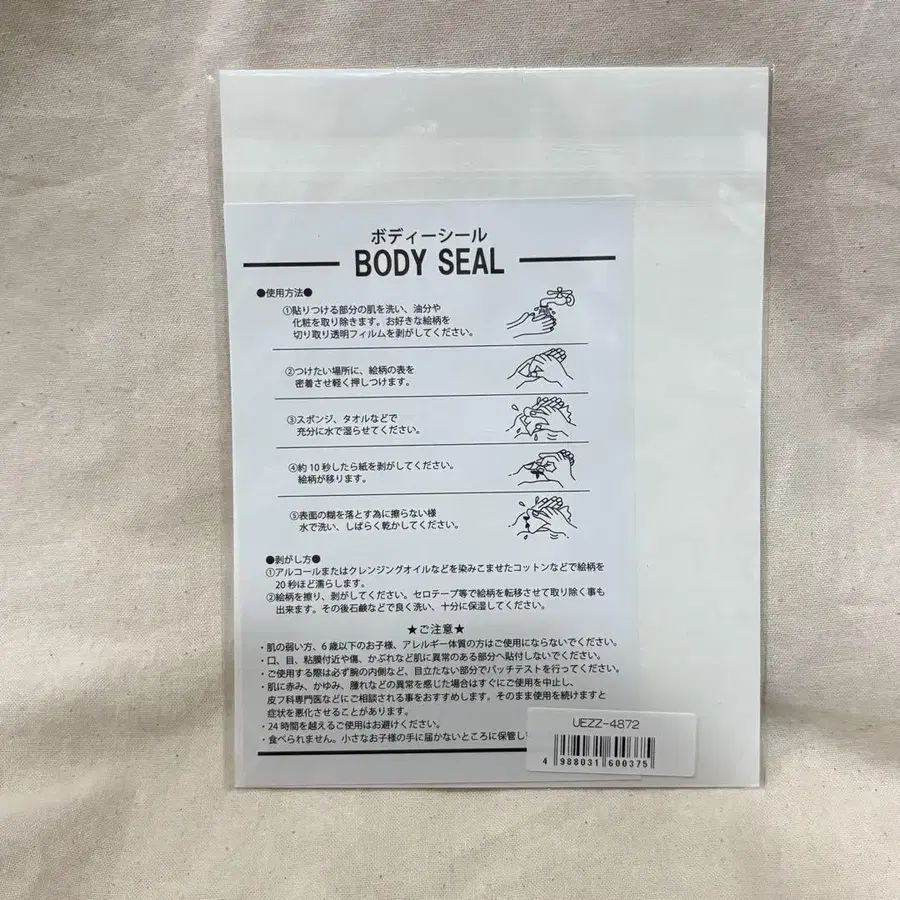 ボディーシール
BODY SEAL
●使用方法●
①貼りつける部分の肌を洗い、油分や
化粧を取り除きます。お好きな絵柄を
切り取り透明フィルムを剥がしてください。
②つけたい場所に、絵柄の表を
密着させ軽く押しつけます。
③スポンジ、タオルなどで
充分に水で湿らせてください。
④約10秒したら紙を剥がしてください。
絵柄が移ります。
⑤表面の糊を落とす為に擦らない様
水で洗い、しばらく乾かしてください。
●剥がし方●
①アルコールまたはクレンジングオイルなどを染みこませたコットンなどで絵柄を
20秒ほど濡らします。
②絵柄を擦り、剥がしてください。セロテープ等で絵柄を転移させて取り除く事も
出来ます。その後石鹸などで良く洗い、十分に保湿してください。
★ご注意★
・肌の弱い方、6歳以下のお子様、アレルギー体質の方はご使用にならないでください。
・口、目、粘膜付近や傷、かぶれなど肌に異常のある部分へ貼付しないでください。
・ご使用する際は必ず腕の内側など、目立たない部分でパッチテストを行ってください。
・肌に赤み、かゆみ、腫れなどの異常を感じた場合はすぐにご使用を中止し、
皮フ科専門医などにご相談される事をおすすめします。そのまま使用を続けますと
症状を悪化させることがあります。
・24時間を越えるご使用はお避けください。
・食べられません。小さなお子様の手に届かないところに保管し
UEZZ-4872
4 988031 600375